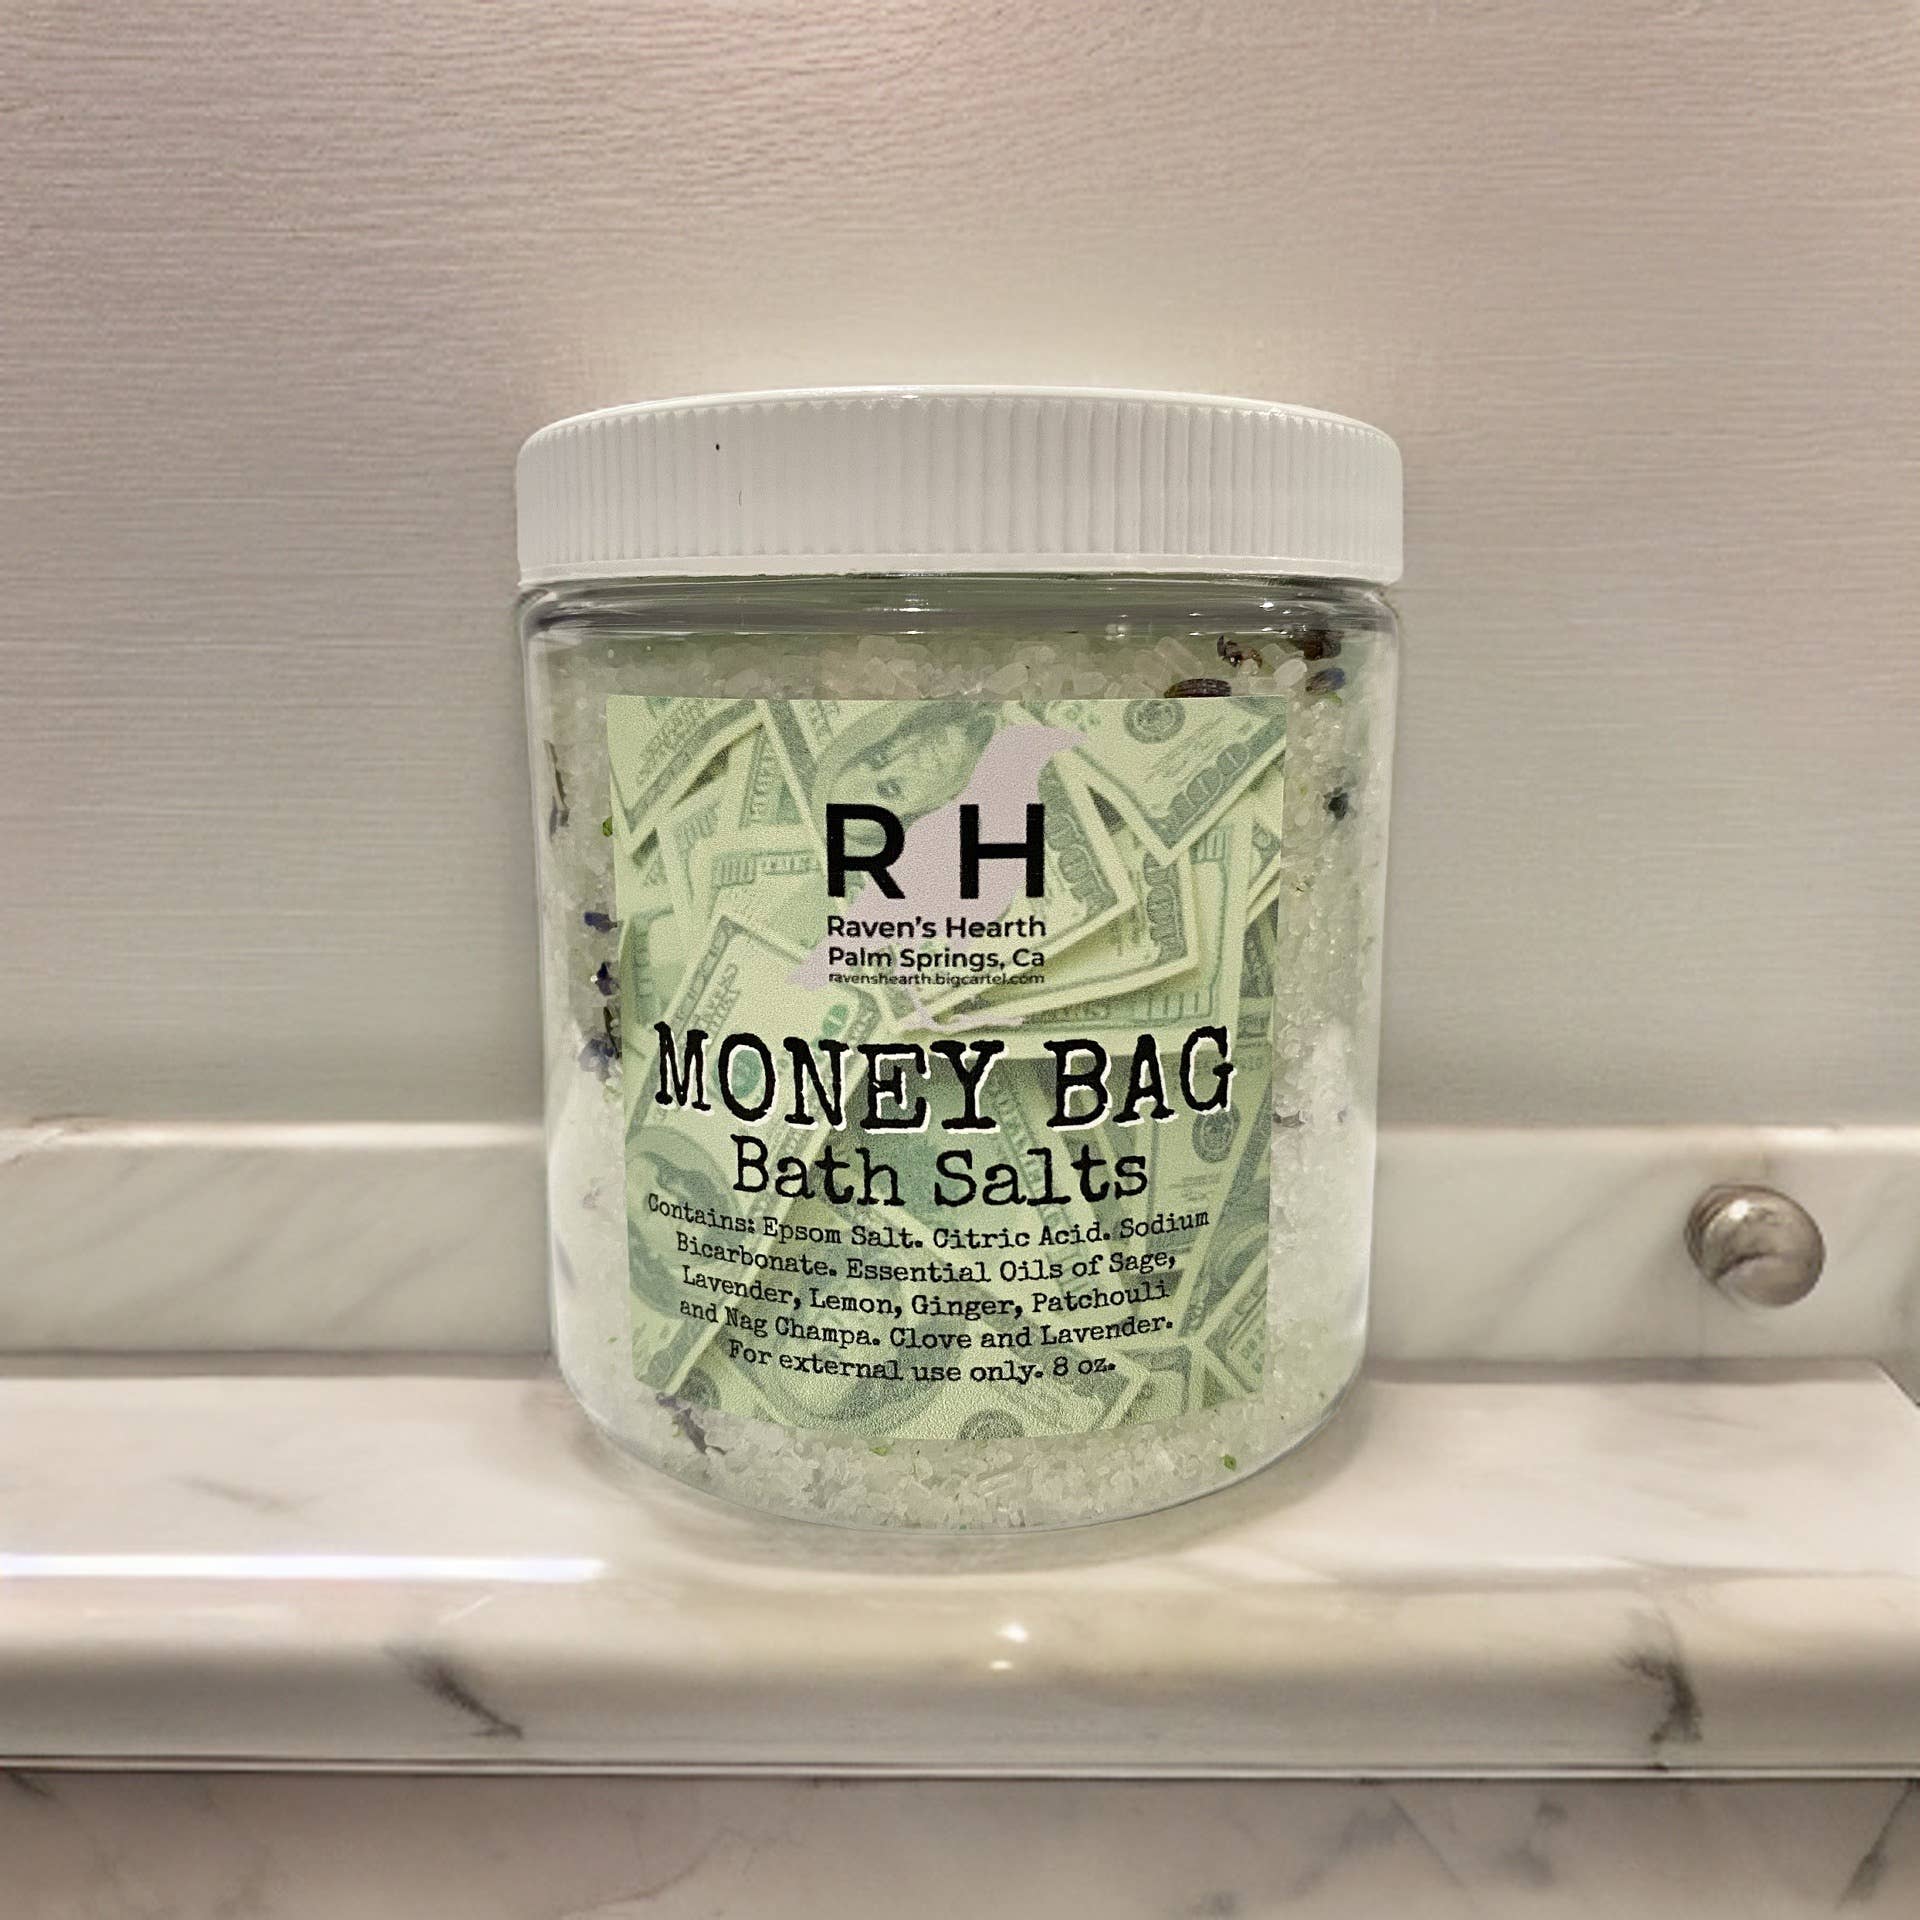 R H
Raven's Hearth
Palm Springs, Ca
ravenshearth.bigcartel.com
MONEY BAG
Bath Salts
Contains: Epsom Salt. Citric Acid. Sodium
Bicarbonate. Essential Oils of Sage,
Lavender, Lemon, Ginger, Patchouli
and Nag Champa. Clove and Lavender.
For external use only. 8 oz.